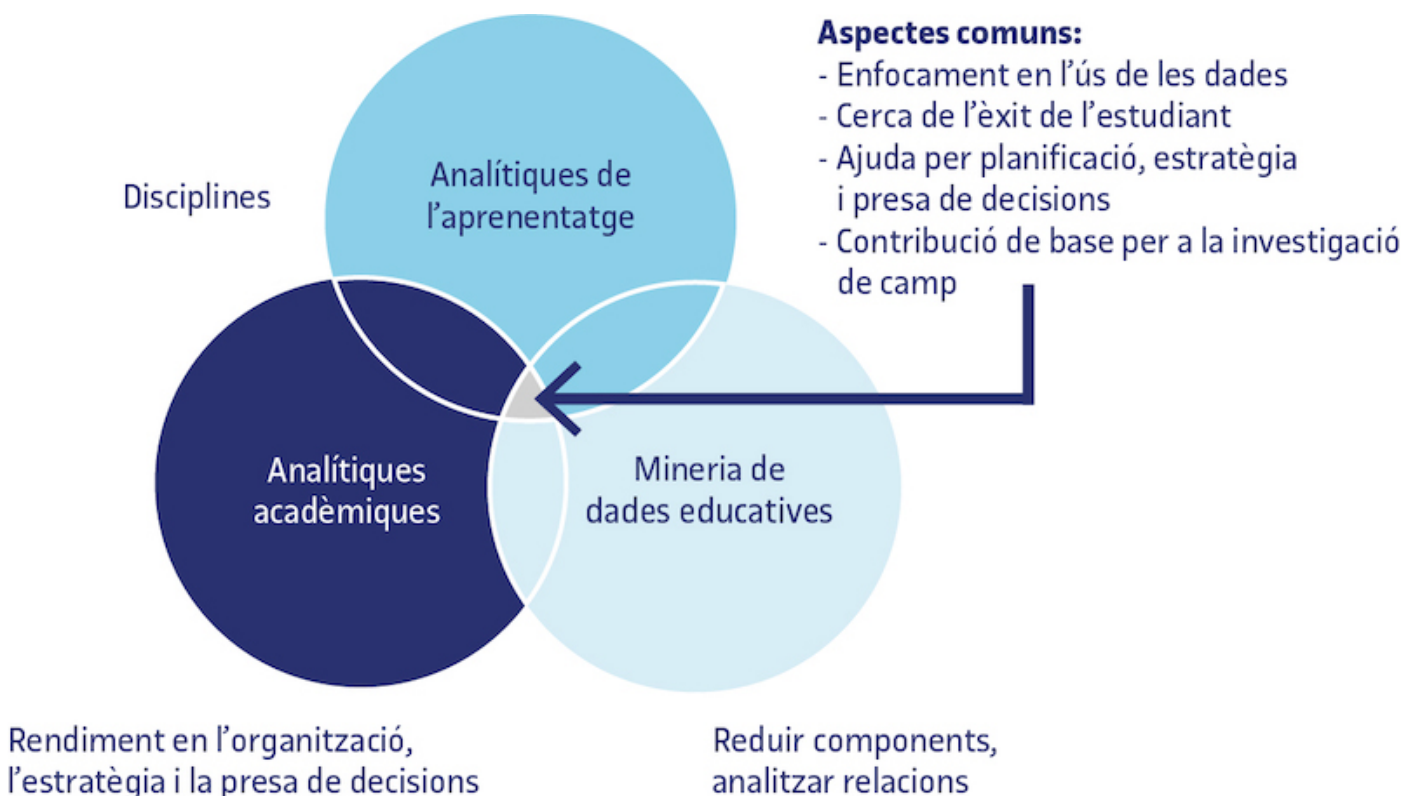 Aspectes comuns:
- Enfocament en l'ús de les dades
- Cerca de l'èxit de l'estudiant
- Ajuda per planificació, estratègia
i presa de decisions
- Contribució de base per a la investigació
de camp
Disciplines
Analítiques de
l'aprenentatge
Analítiques
acadèmiques
Mineria de
dades educatives
Rendiment en l'organització,
l'estratègia i la presa de decisions
Reduir components,
analitzar relacions